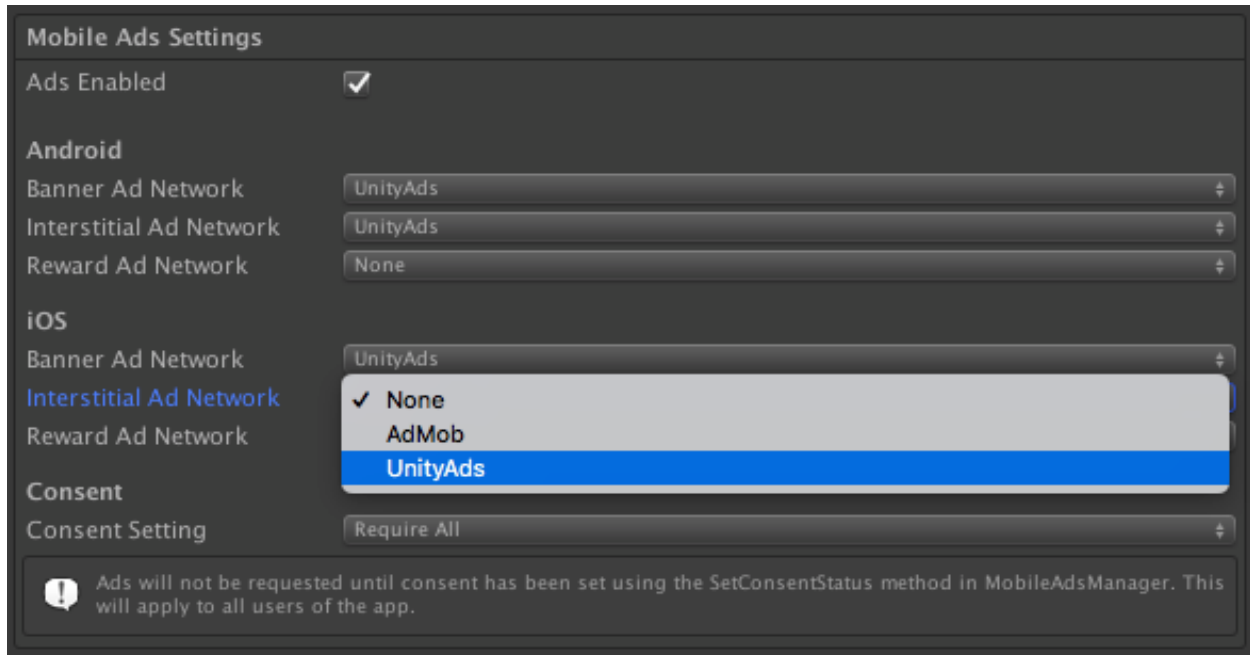 Mobile Ads Settings
Ads Enabled
Android
Banner Ad Network UnityAds
Interstitial Ad Network UnityAds
Reward Ad Network None
iOS
Banner Ad Network UnityAds
Interstitial Ad Network ✓ None
AdMob
Reward Ad Network
UnityAds
Consent
Consent Setting Require All
Ads will not be requested until consent has been set using the SetConsentStatus method in MobileAdsManager. This
will apply to all users of the app.